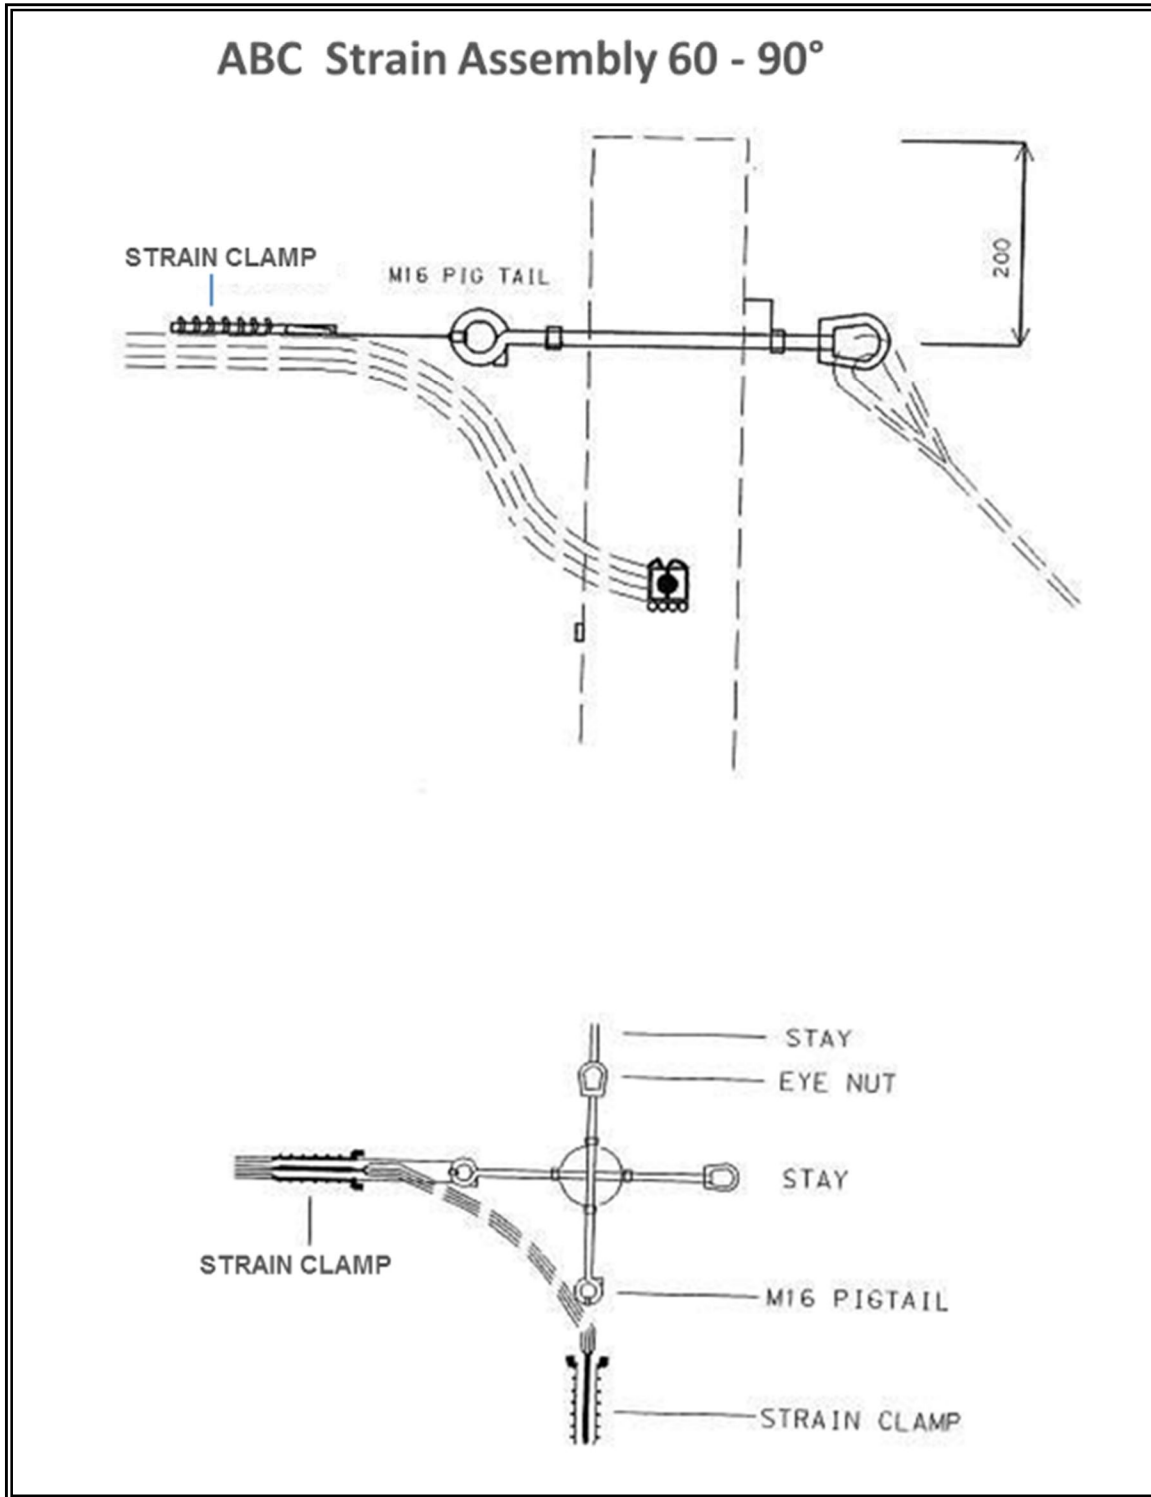 ABC Strain Assembly 60 - 90°
STRAIN CLAMP
M16 PIG TAIL
200
STAY
EYE NUT
STAY
STRAIN CLAMP
M16 PIGTAIL
STRAIN CLAMP